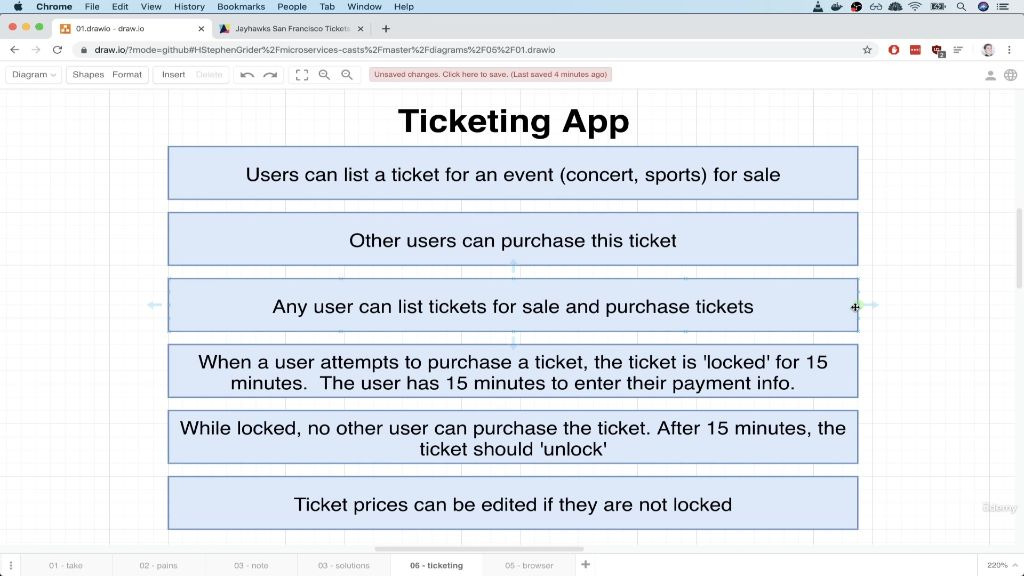 Chrome File Edit View History Bookmarks People Tab Window Help
01.drawio - draw.io
Jayhawks San Francisco Tickets
draw.io/?mode=github#HStephenGrider%2Fmicroservices-casts%2Fmaster%2Fdiagrams%2F05%2F01.drawio
2
Diagram Shapes Format Insert Delete Unsaved changes. Click here to save. (Last saved 4 minutes ago)
Ticketing App
Users can list a ticket for an event (concert, sports) for sale
Other users can purchase this ticket
Any user can list tickets for sale and purchase tickets
When a user attempts to purchase a ticket, the ticket is 'locked' for 15
minutes. The user has 15 minutes to enter their payment info.
While locked, no other user can purchase the ticket. After 15 minutes, the
ticket should 'unlock'
Ticket prices can be edited if they are not locked
ûdemy
01 - take 02 - pains 03 - note 03 - solutions 06 - ticketing 05 - browser 220%